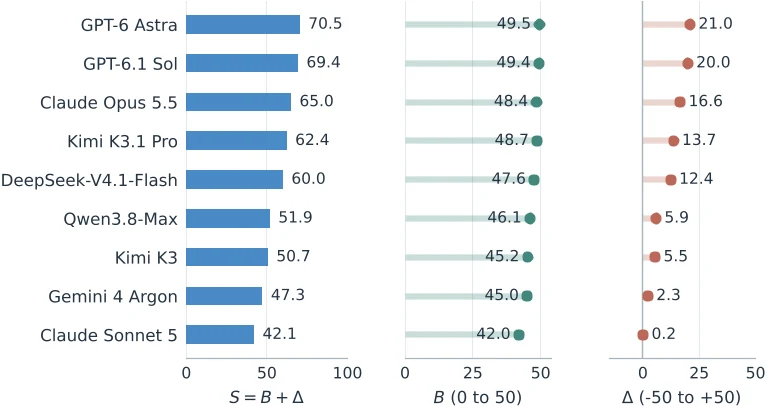 GPT-6 Astra 70.5 49.5 21.0
GPT-6.1 Sol 69.4 49.4 20.0
Claude Opus 5.5 65.0 48.4 16.6
Kimi K3.1 Pro 62.4 48.7 13.7
DeepSeek-V4.1-Flash 60.0 47.6 12.4
Qwen3.8-Max 51.9 46.1 5.9
Kimi K3 50.7 45.2 5.5
Gemini 4 Argon 47.3 45.0 2.3
Claude Sonnet 5 42.1 42.0 0.2
0 50 100 0 25 50 0 25 50
S = B + Δ B (0 to 50) Δ (-50 to +50)